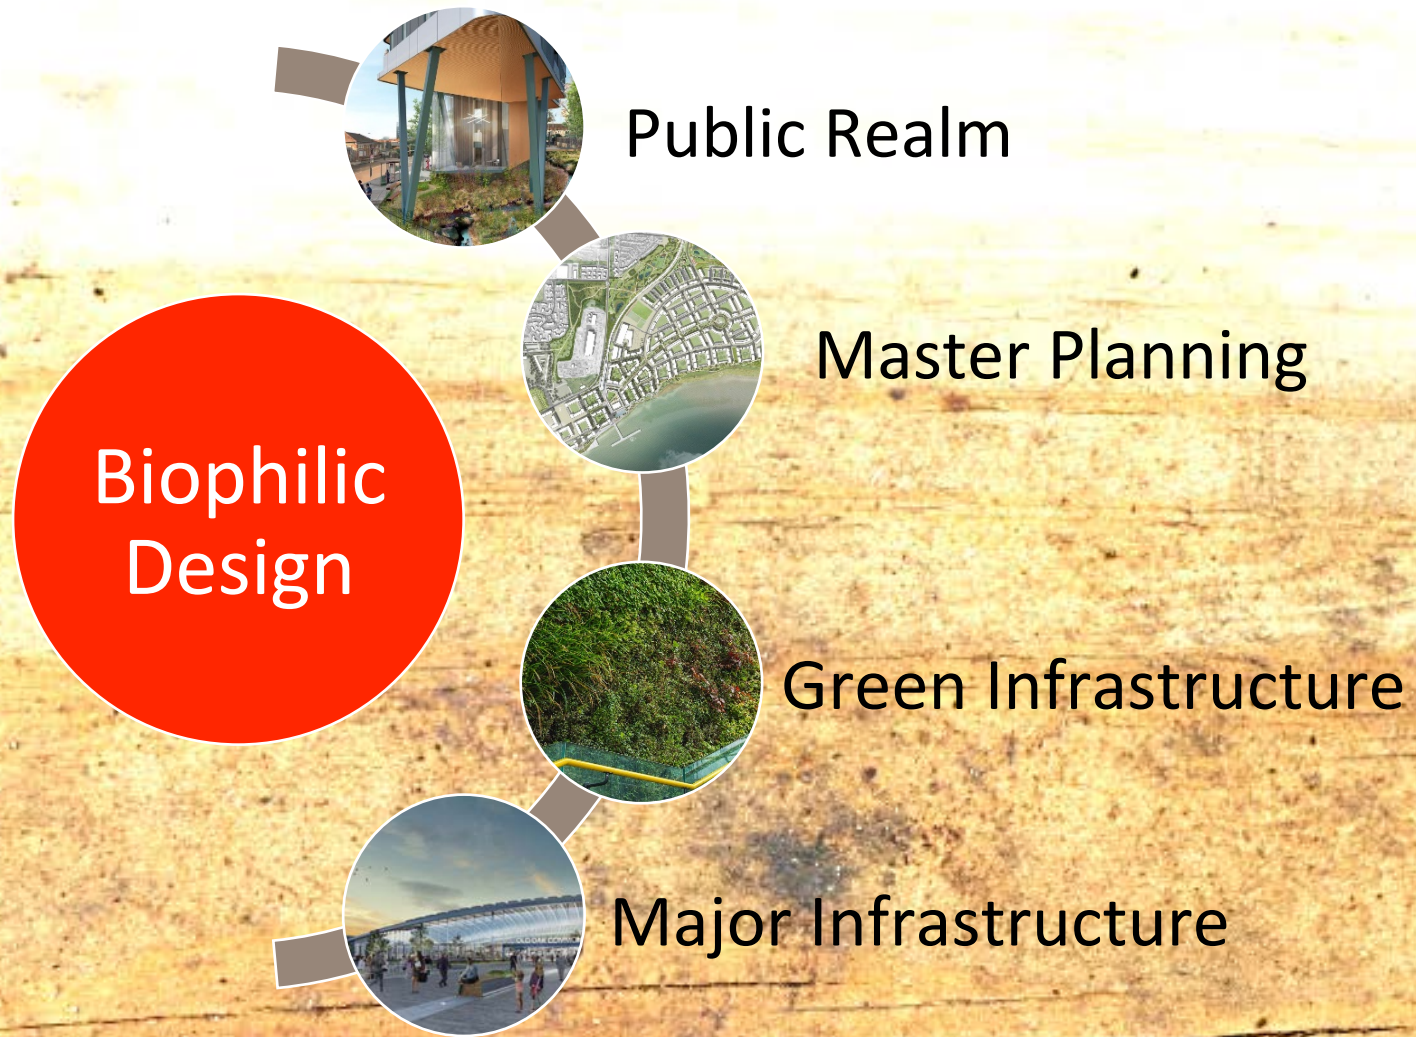 Public Realm
Master Planning
Biophilic
Design
Green Infrastructure
Major Infrastructure